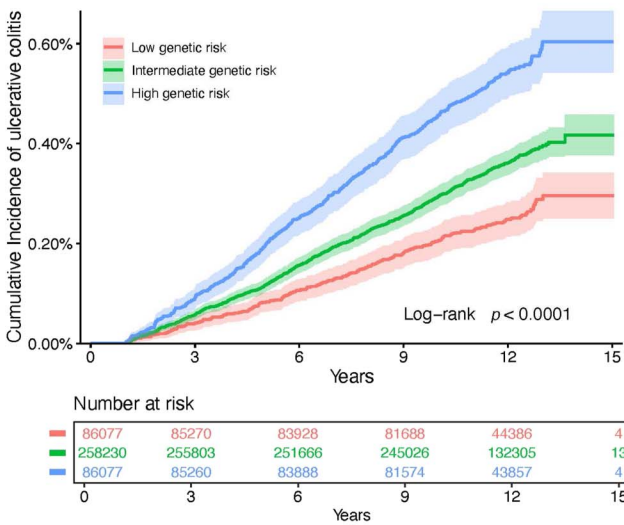 Cumulative Incidence of ulcerative colitis
0.60%
0.40%
0.20%
0.00%
Low genetic risk
Intermediate genetic risk
High genetic risk
Log-rank p < 0.0001
0 3 6 9 12 15
Years
Number at risk
86077 85270 83928 81688 44386 4
258230 255803 251666 245026 132305 13
86077 85260 83888 81574 43857 4
0 3 6 9 12 15
Years